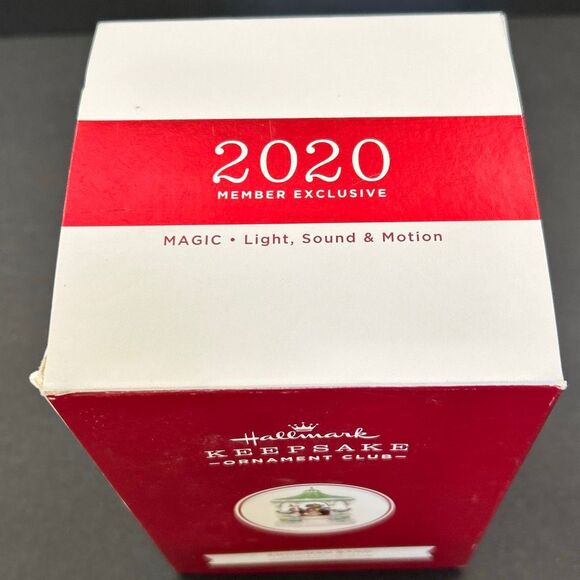 2020
MEMBER EXCLUSIVE
MAGIC • Light, Sound & Motion
Hallmark
KEEPSAKE
ORNAMENT CLUB